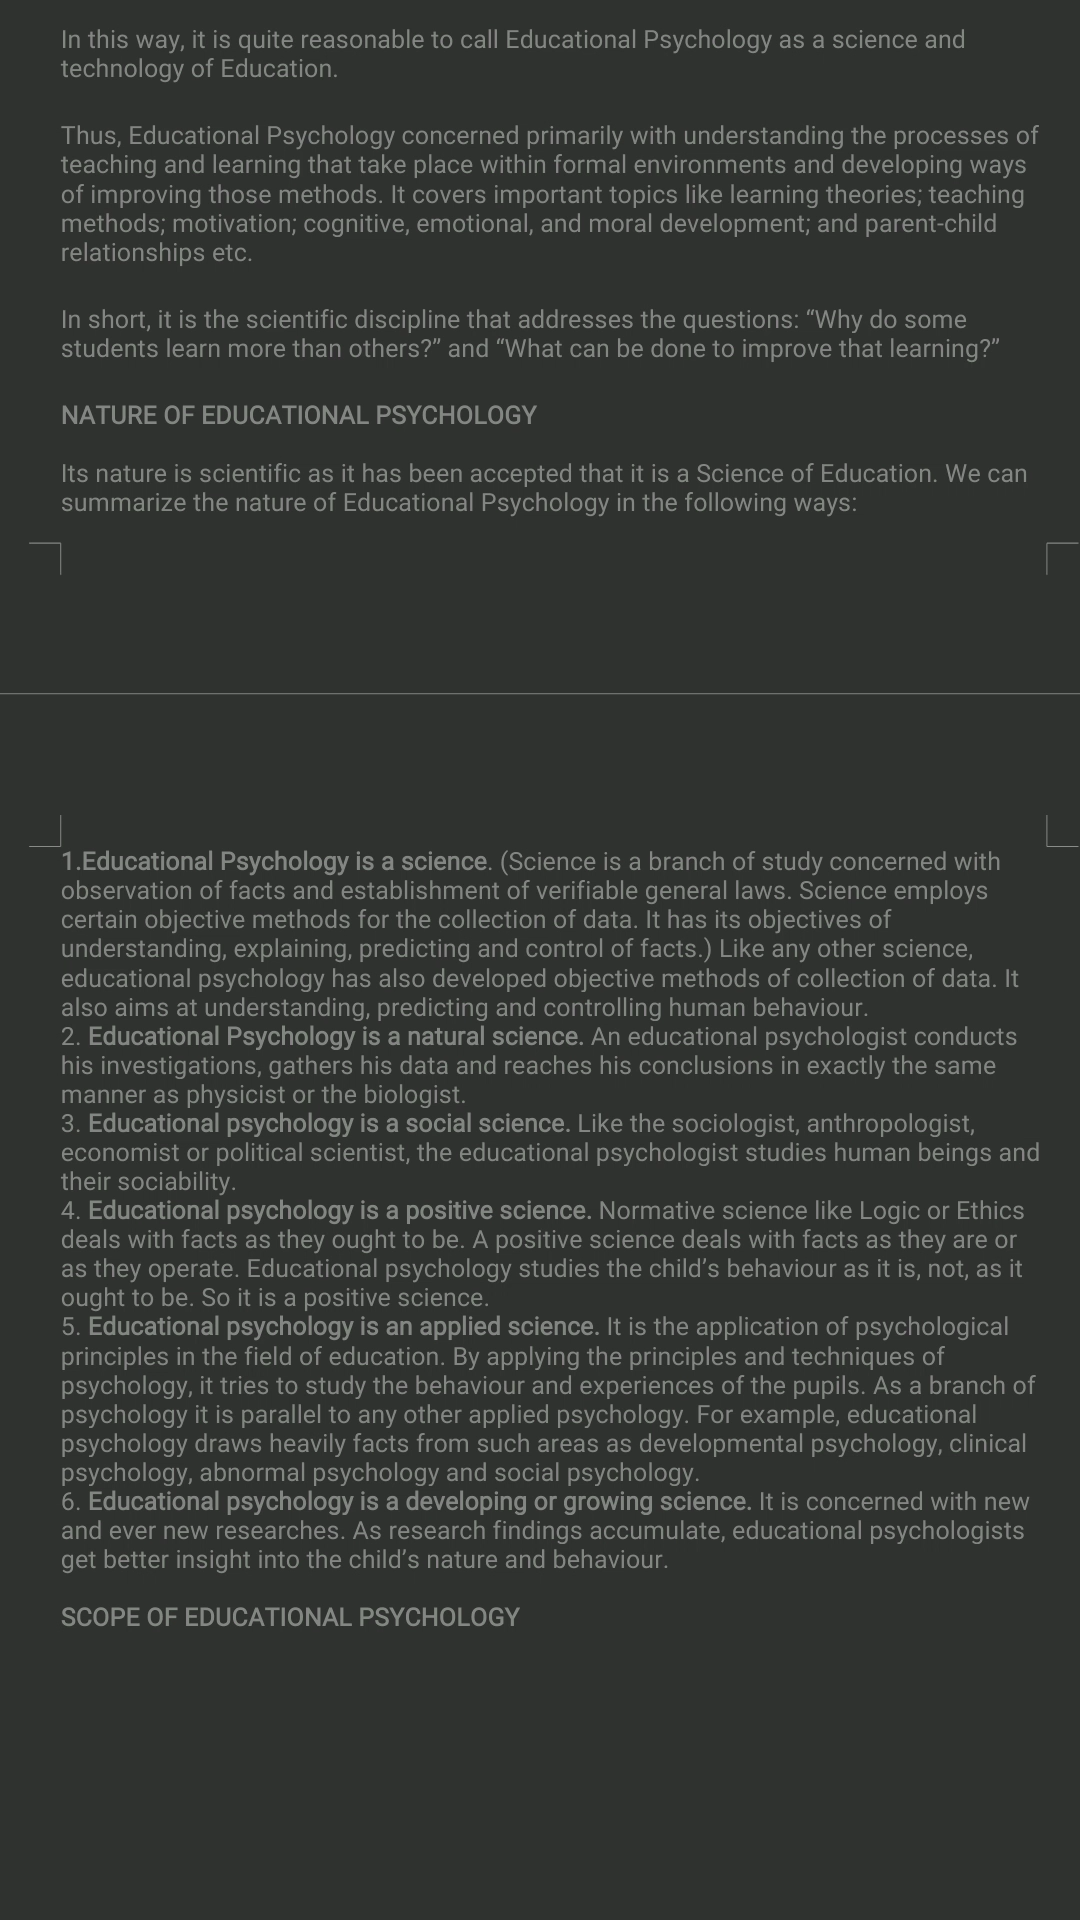 In this way, it is quite reasonable to call Educational Psychology as a science and
technology of Education.
Thus, Educational Psychology concerned primarily with understanding the processes of
teaching and learning that take place within formal environments and developing ways
of improving those methods. It covers important topics like learning theories; teaching
methods; motivation; cognitive, emotional, and moral development; and parent-child
relationships etc.
In short, it is the scientific discipline that addresses the questions: “Why do some
students learn more than others?” and “What can be done to improve that learning?”
NATURE OF EDUCATIONAL PSYCHOLOGY
Its nature is scientific as it has been accepted that it is a Science of Education. We can
summarize the nature of Educational Psychology in the following ways:
1.Educational Psychology is a science. (Science is a branch of study concerned with
observation of facts and establishment of verifiable general laws. Science employs
certain objective methods for the collection of data. It has its objectives of
understanding, explaining, predicting and control of facts.) Like any other science,
educational psychology has also developed objective methods of collection of data. It
also aims at understanding, predicting and controlling human behaviour.
2. Educational Psychology is a natural science. An educational psychologist conducts
his investigations, gathers his data and reaches his conclusions in exactly the same
manner as physicist or the biologist.
3. Educational psychology is a social science. Like the sociologist, anthropologist,
economist or political scientist, the educational psychologist studies human beings and
their sociability.
4. Educational psychology is a positive science. Normative science like Logic or Ethics
deals with facts as they ought to be. A positive science deals with facts as they are or
as they operate. Educational psychology studies the child’s behaviour as it is, not, as it
ought to be. So it is a positive science.
5. Educational psychology is an applied science. It is the application of psychological
principles in the field of education. By applying the principles and techniques of
psychology, it tries to study the behaviour and experiences of the pupils. As a branch of
psychology it is parallel to any other applied psychology. For example, educational
psychology draws heavily facts from such areas as developmental psychology, clinical
psychology, abnormal psychology and social psychology.
6. Educational psychology is a developing or growing science. It is concerned with new
and ever new researches. As research findings accumulate, educational psychologists
get better insight into the child’s nature and behaviour.
SCOPE OF EDUCATIONAL PSYCHOLOGY